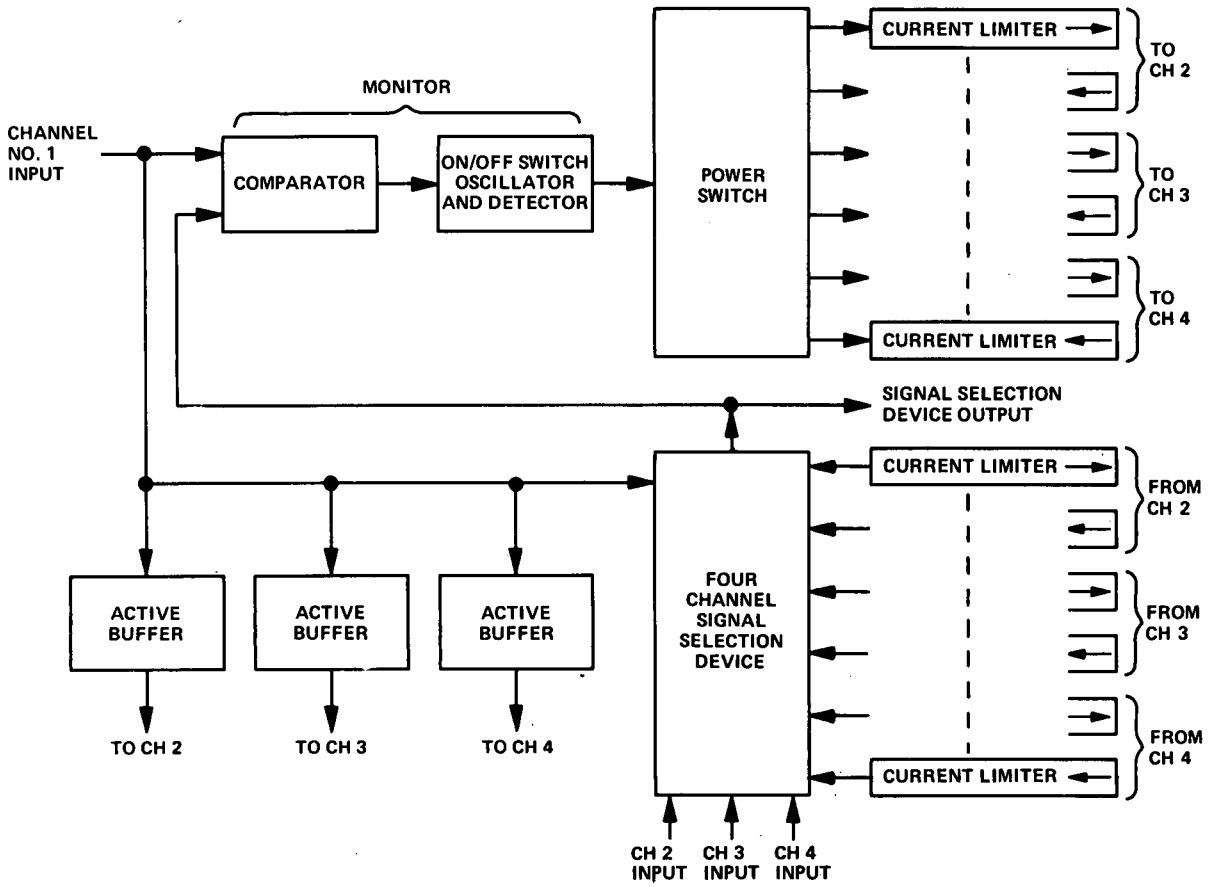 CURRENT LIMITER
TO
CH 2
MONITOR
CHANNEL
NO. 1
INPUT
COMPARATOR
ON/OFF SWITCH
OSCILLATOR
AND DETECTOR
POWER
SWITCH
TO
CH 3
TO
CH 4
CURRENT LIMITER
SIGNAL SELECTION
DEVICE OUTPUT
CURRENT LIMITER
FROM
CH 2
ACTIVE
BUFFER
ACTIVE
BUFFER
ACTIVE
BUFFER
FOUR
CHANNEL
SIGNAL
SELECTION
DEVICE
FROM
CH 3
TO CH 2
TO CH 3
TO CH 4
FROM
CH 4
CURRENT LIMITER
CH 2
INPUT
CH 3
INPUT
CH 4
INPUT